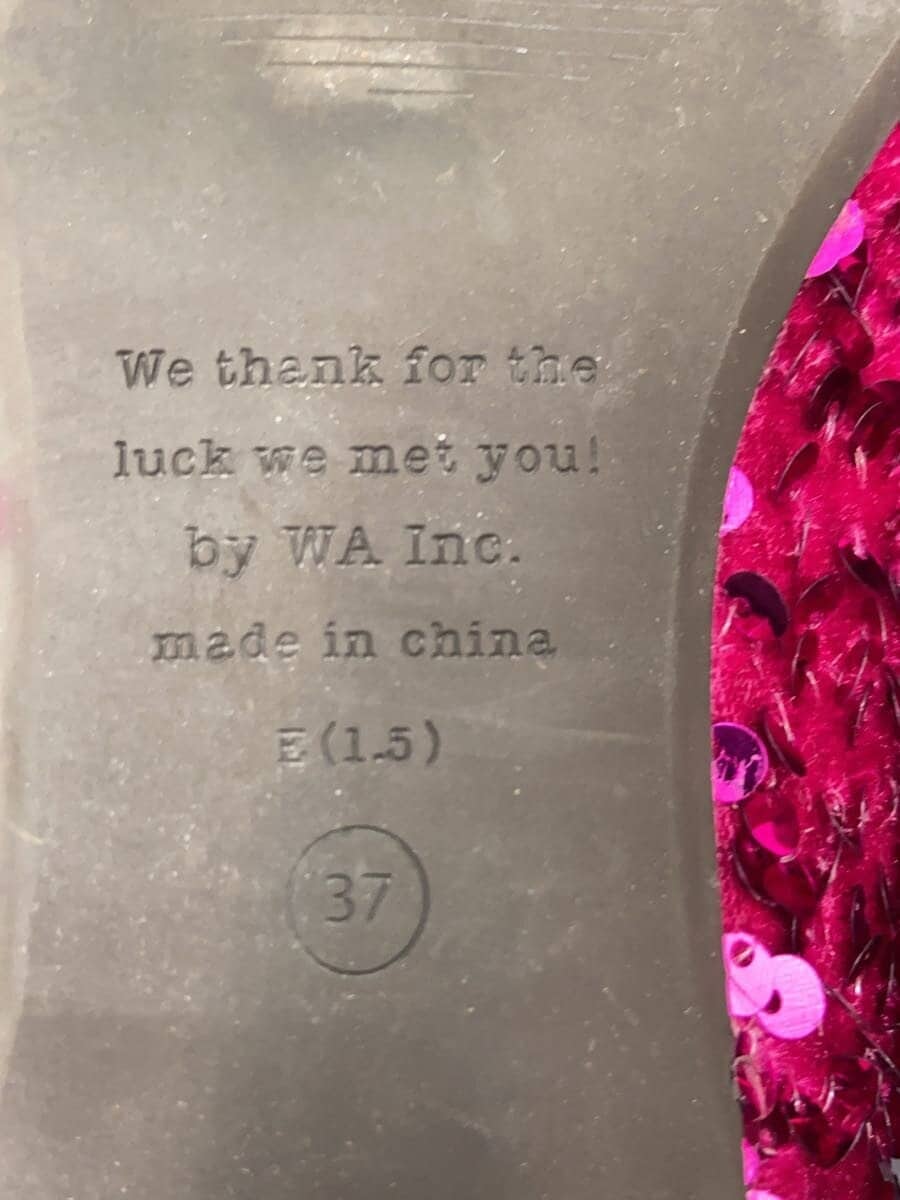 We thank for the
luck we met you!
by WA Inc.
made in china
E(1.5)
37